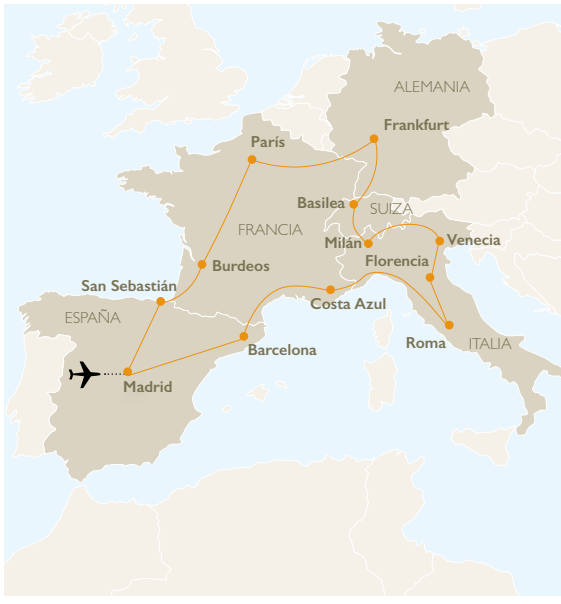 ALEMANIA
Frankfurt
París
Basilea
SUIZA
FRANCIA
Milán
Venecia
Florencia
Burdeos
San Sebastián
Costa Azul
ESPAÑA
Roma
ITALIA
Barcelona
Madrid